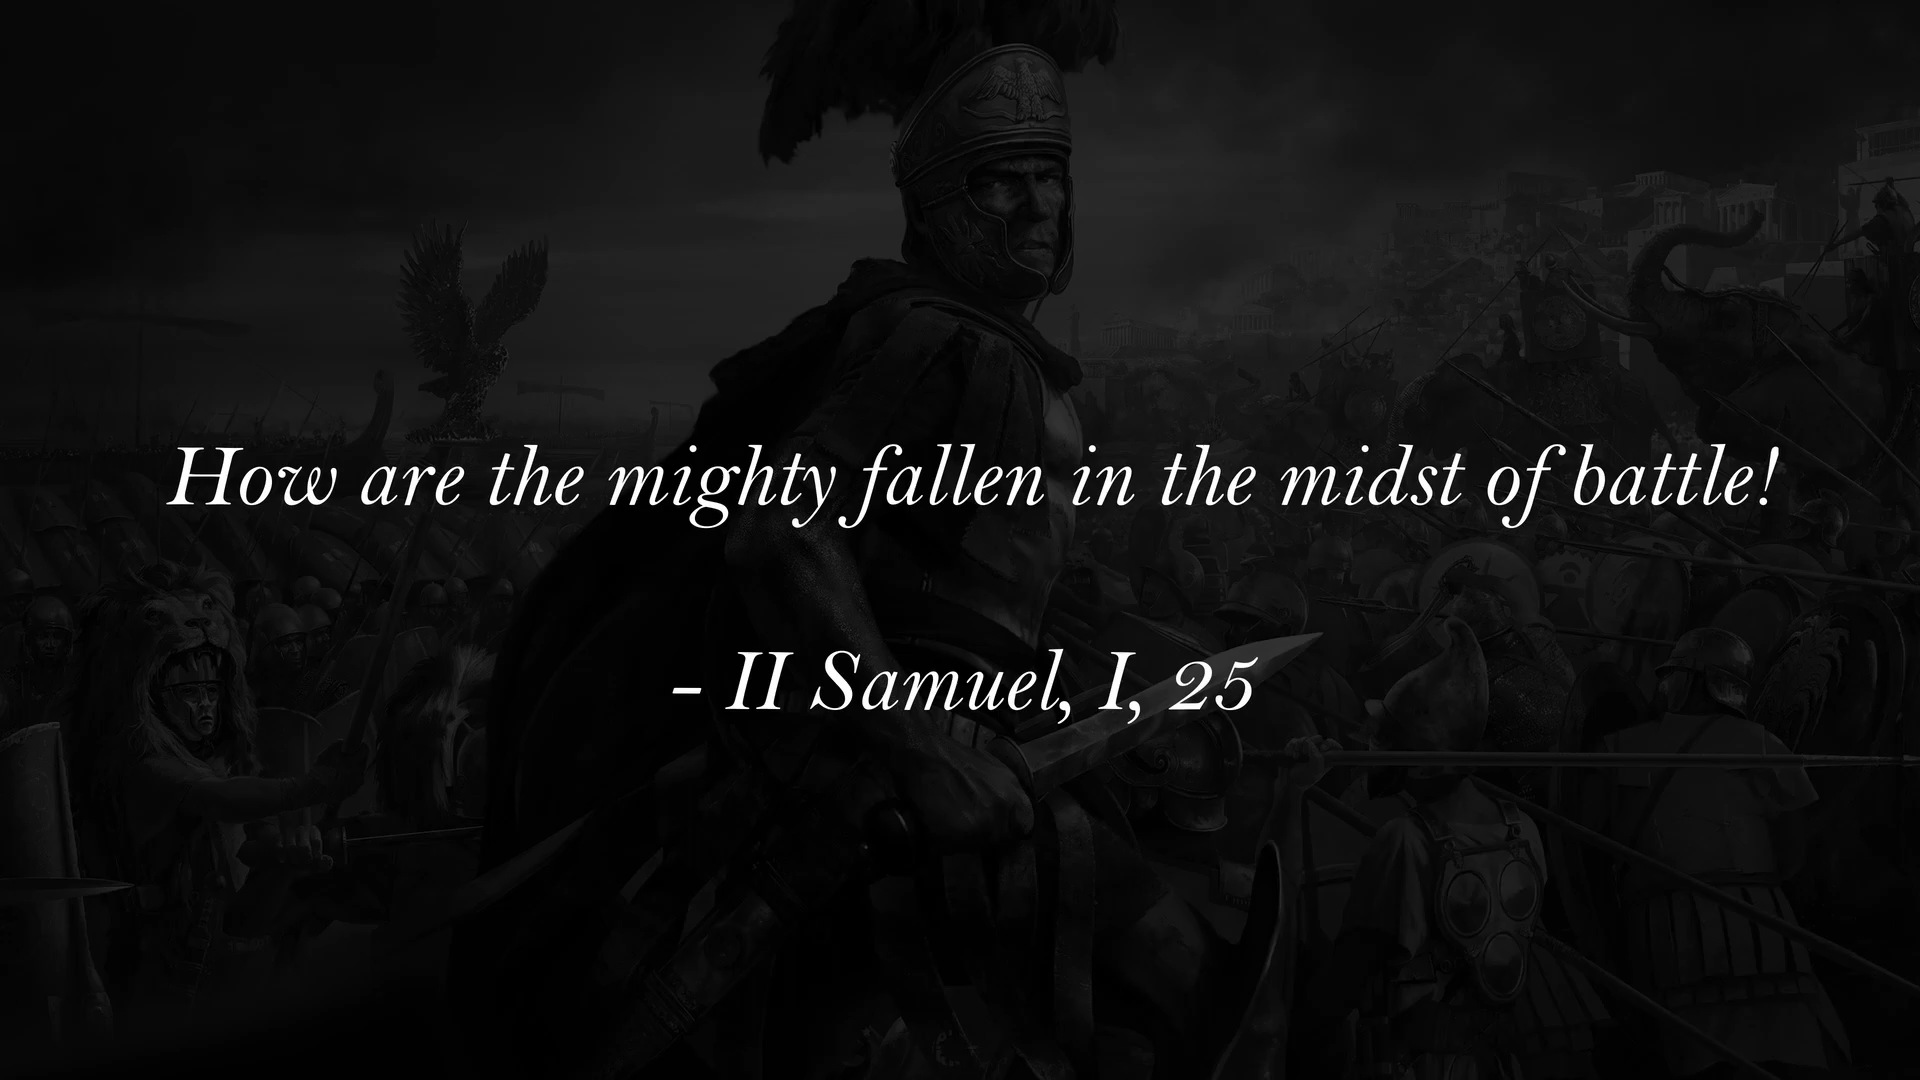 How are the mighty fallen in the midst of battle!
- II Samuel, I, 25